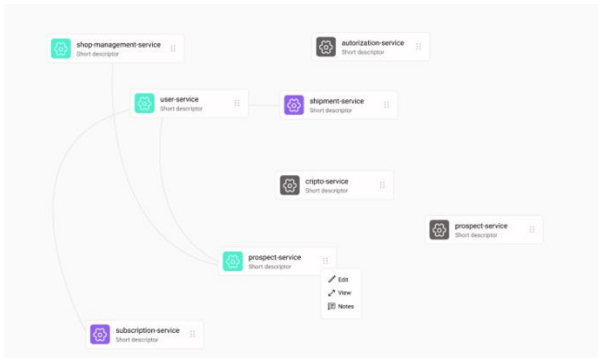 shop-management-service
Short descriptor
autorization-service
Short descriptor
user-service
Short descriptor
shipment-service
Short descriptor
cripto-service
Short descriptor
prospect-service
Short descriptor
prospect-service
Short descriptor
Edit
View
Notes
subscription-service
Short descriptor